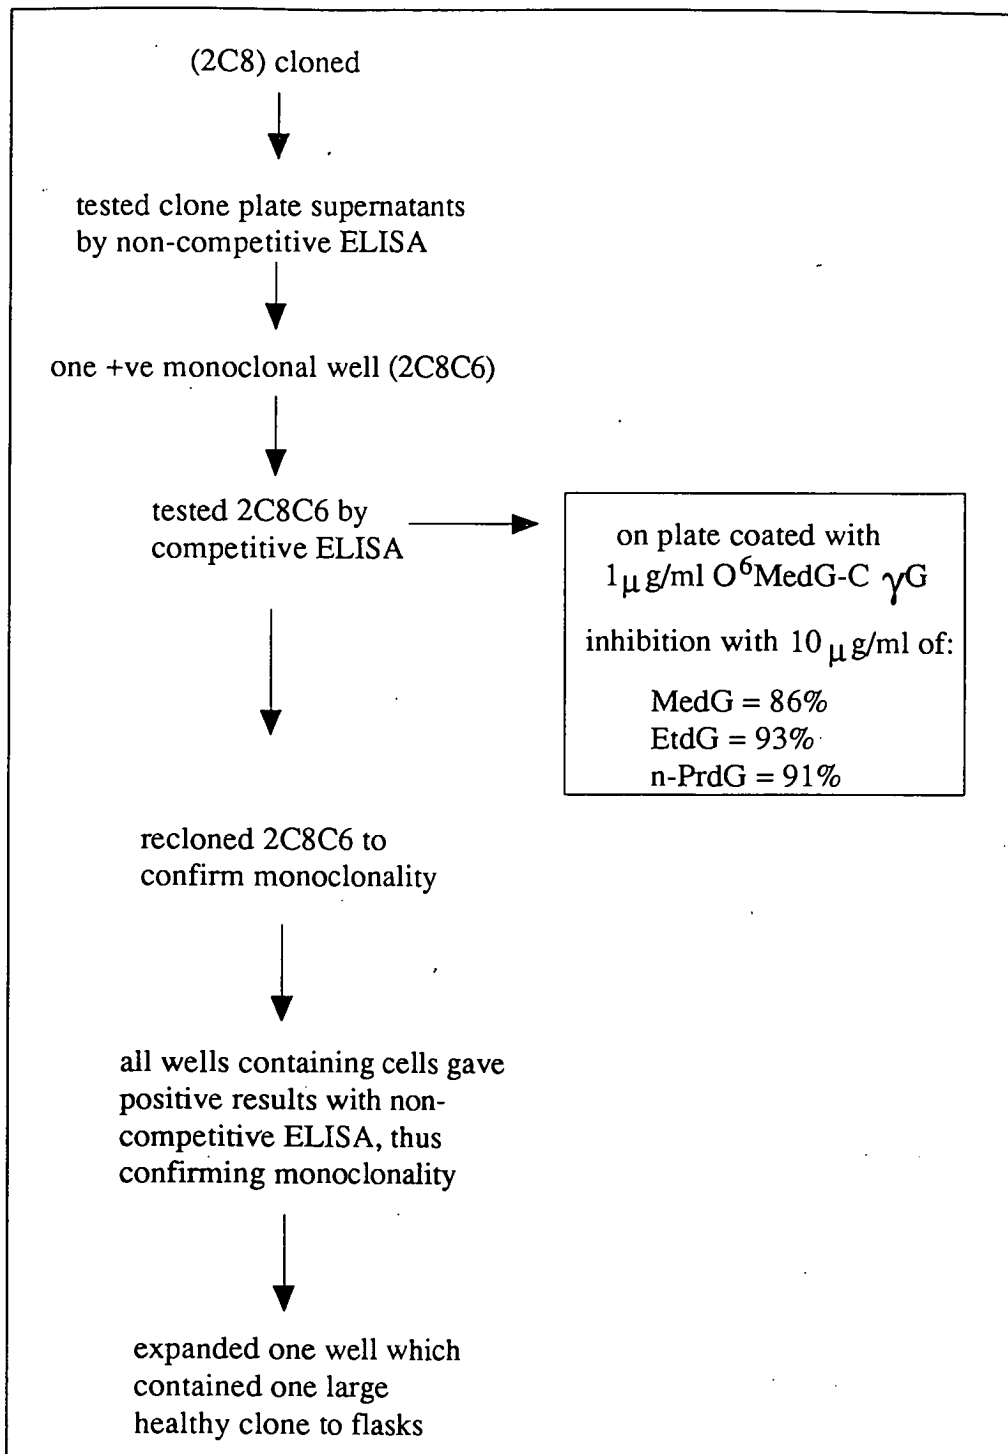 (2C8) cloned
tested clone plate supernatants
by non-competitive ELISA
one +ve monoclonal well (2C8C6)
tested 2C8C6 by
competitive ELISA
on plate coated with
1μg/ml O⁶MedG-C γG
inhibition with 10 μg/ml of:
MedG = 86%
EtdG = 93%
n-PrdG = 91%
recloned 2C8C6 to
confirm monoclonality
all wells containing cells gave
positive results with non-
competitive ELISA, thus
confirming monoclonality
expanded one well which
contained one large
healthy clone to flasks